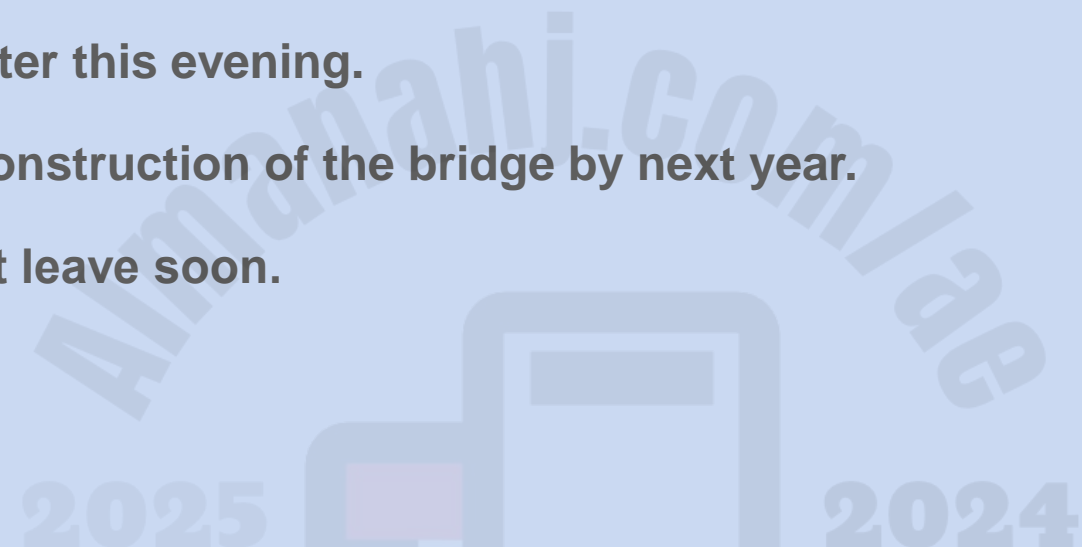 ter this evening.
onstruction of the bridge by next year.
t leave soon.
Almanahj.com/ae
2025 2024